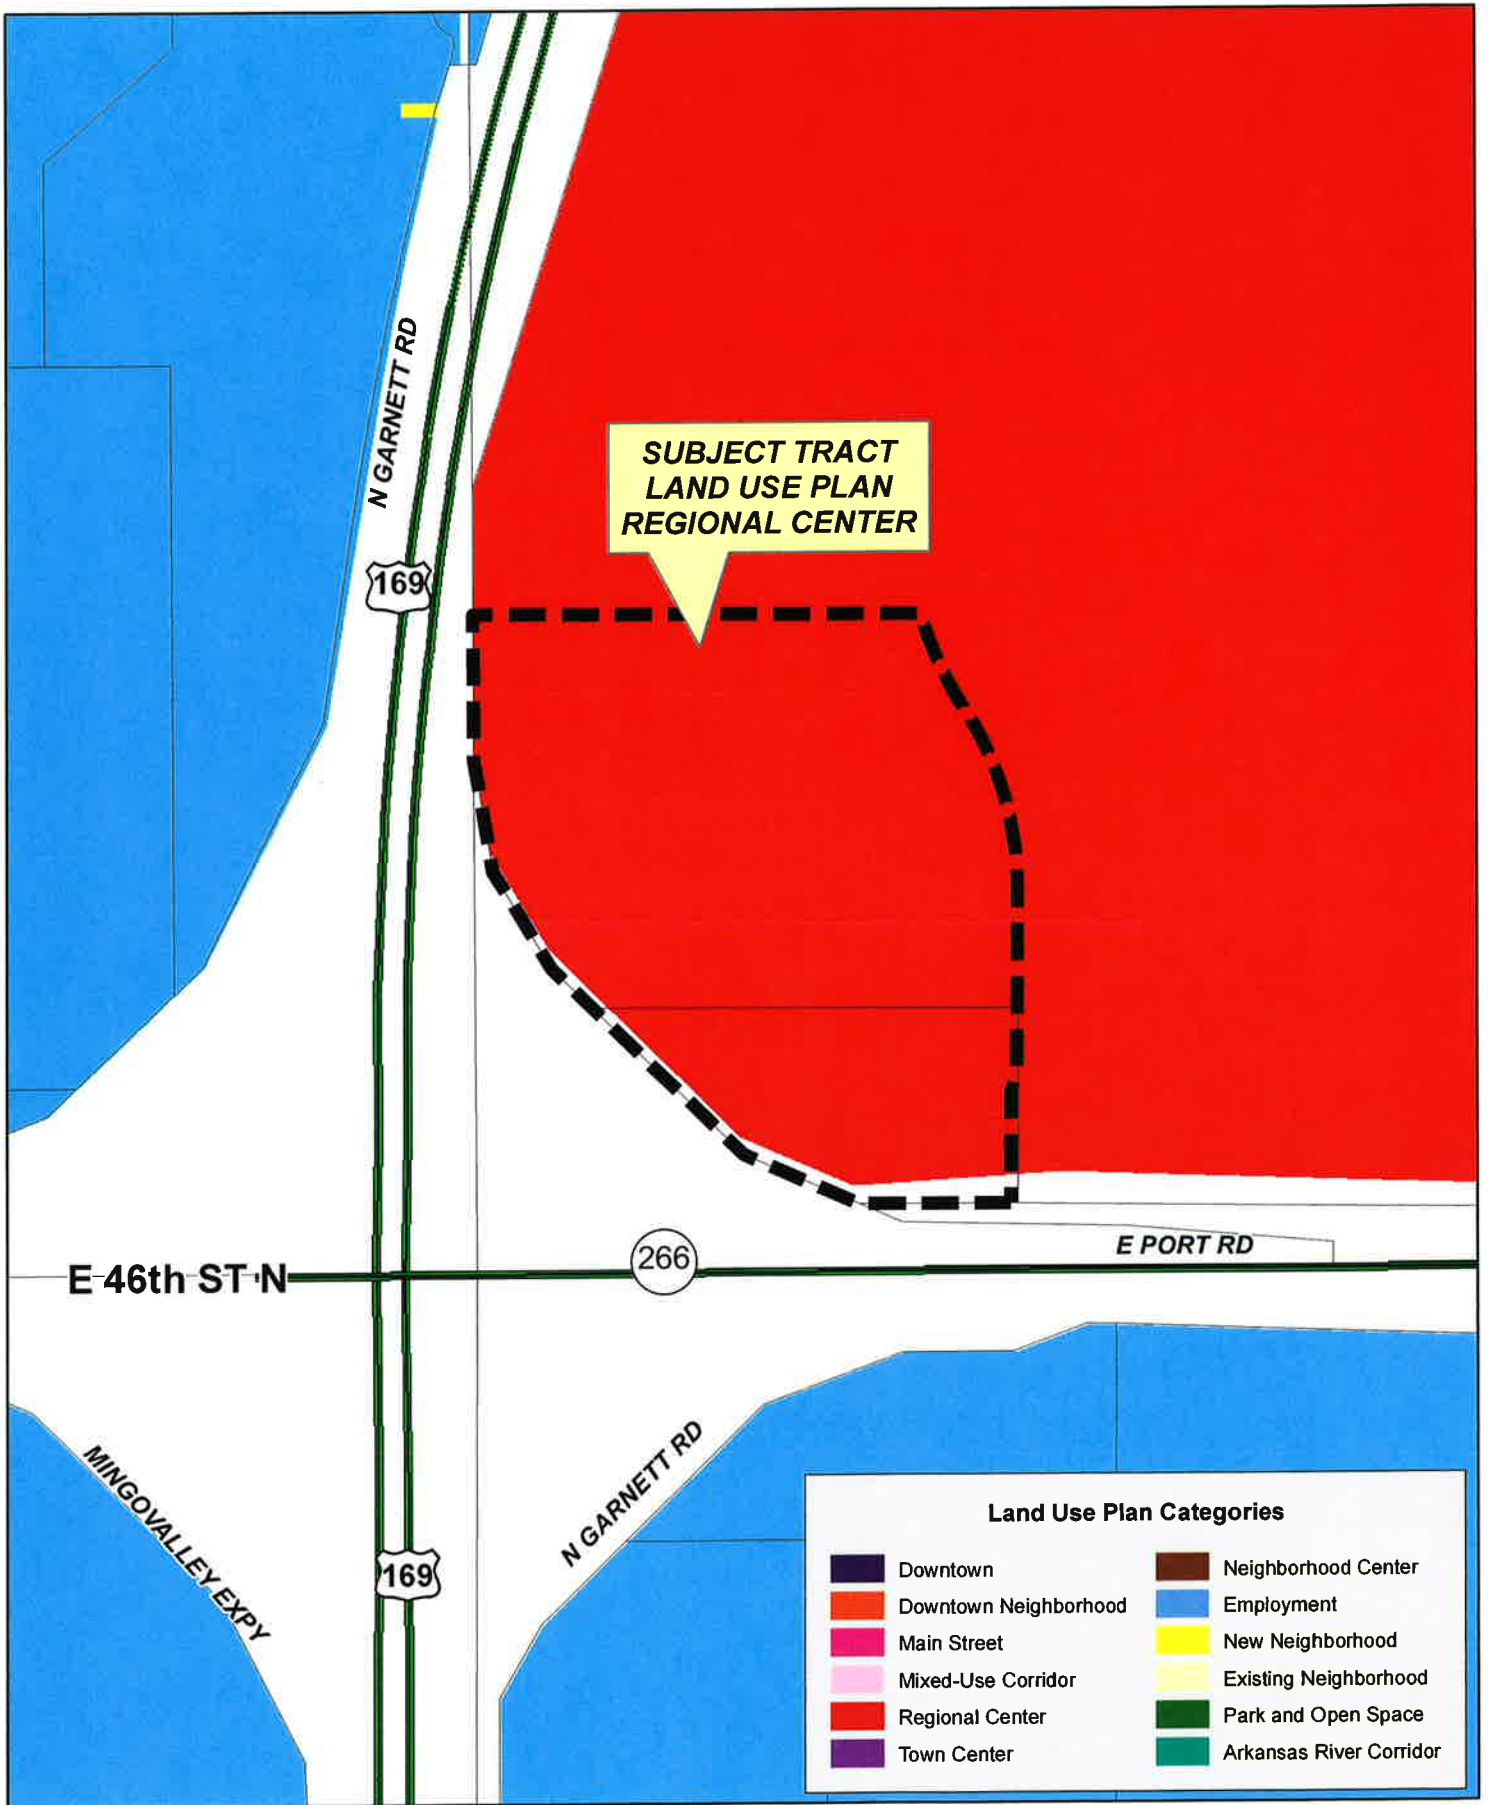 N GARNETT RD
SUBJECT TRACT
LAND USE PLAN
REGIONAL CENTER
169
E PORT RD
266
E 46th ST N
MINGOVALLEY EXPY
N GARNETT RD
169
Land Use Plan Categories
Downtown
Downtown Neighborhood
Main Street
Mixed-Use Corridor
Regional Center
Town Center
Neighborhood Center
Employment
New Neighborhood
Existing Neighborhood
Park and Open Space
Arkansas River Corridor